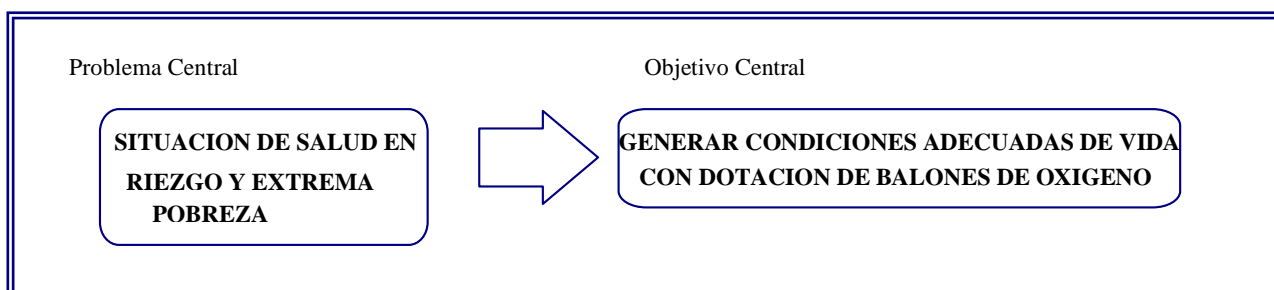 Problema Central
Objetivo Central
SITUACION DE SALUD EN
RIEZGO Y EXTREMA
POBREZA
GENERAR CONDICIONES ADECUADAS DE VIDA
CON DOTACION DE BALONES DE OXIGENO